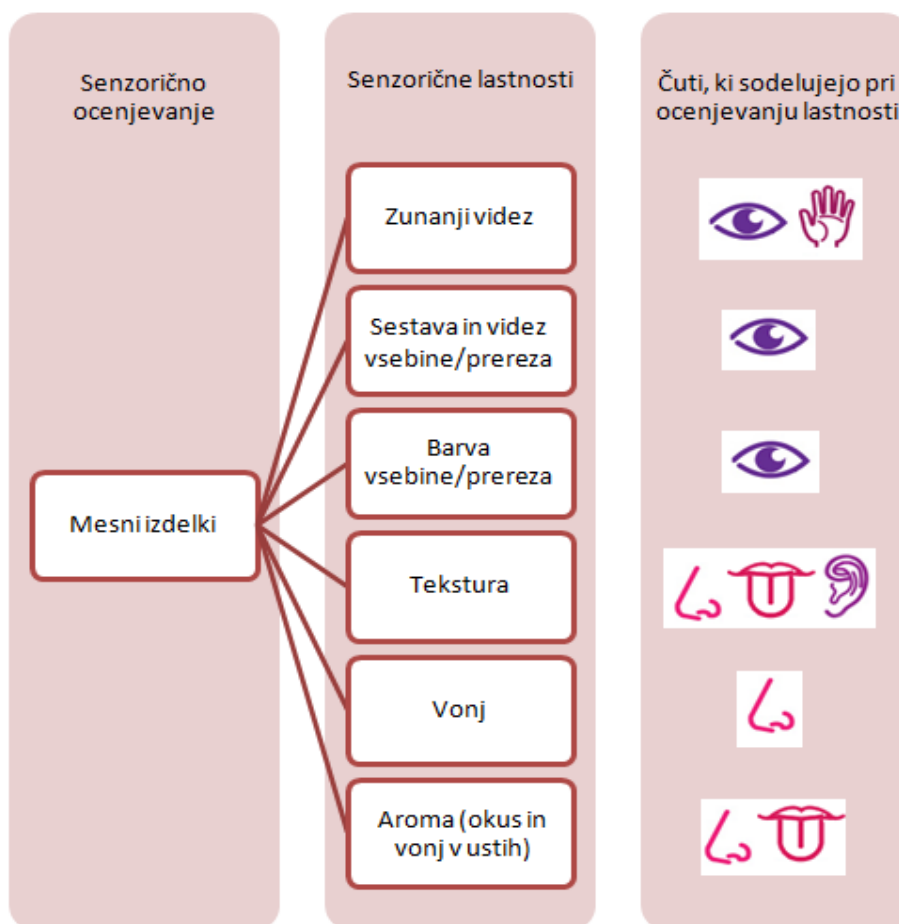 Senzorično
ocenjevanje
Senzorične lastnosti
Čuti, ki sodelujejo pri
ocenjevanju lastnosti
Zunanji videz
Sestava in videz
vsebine/prereza
Barva
vsebine/prereza
Mesni izdelki
Tekstura
Vonj
Aroma (okus in
vonj v ustih)